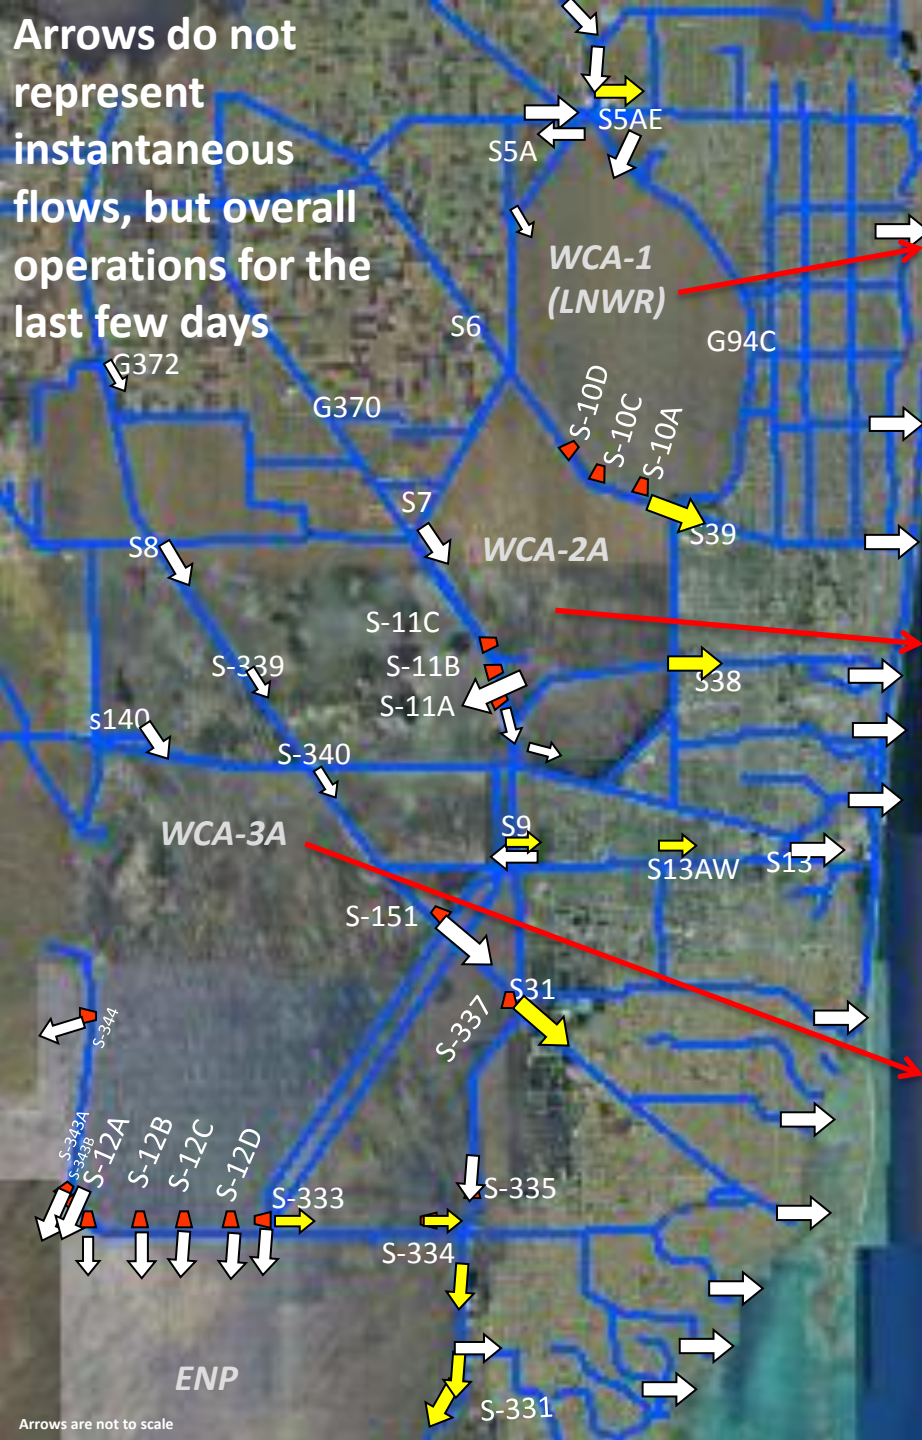 Arrows do not
represent
instantaneous
flows, but overall
operations for the
last few days
S5AE
S5A
WCA-1
(LNWR)
S6
G94C
G372
G370
S-10D
S-10C
S-10A
S7
S39
S8
WCA-2A
S-11C
S-11B
S-339
S38
S-11A
s140
S-340
WCA-3A
S9
S13AW
S13
S-151
S31
S-337
S-344
S-343A
S-343B
S-12A
S-12B
S-12C
S-12D
S-333
S-335
S-334
ENP
S-331
Arrows are not to scale